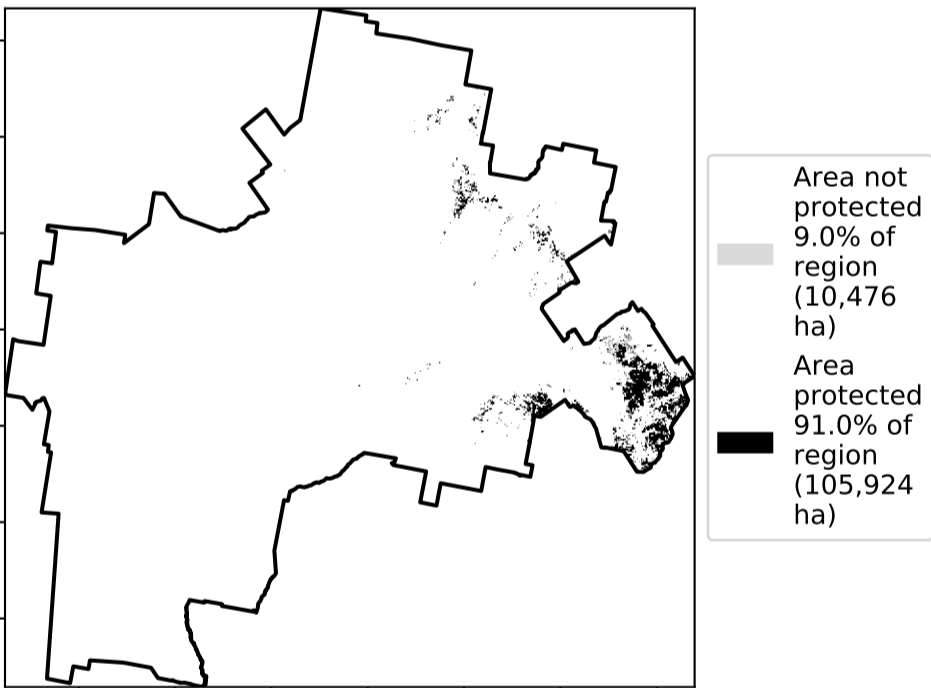 Area not
protected
9.0% of
region
(10,476
ha)
Area
protected
91.0% of
region
(105,924
ha)